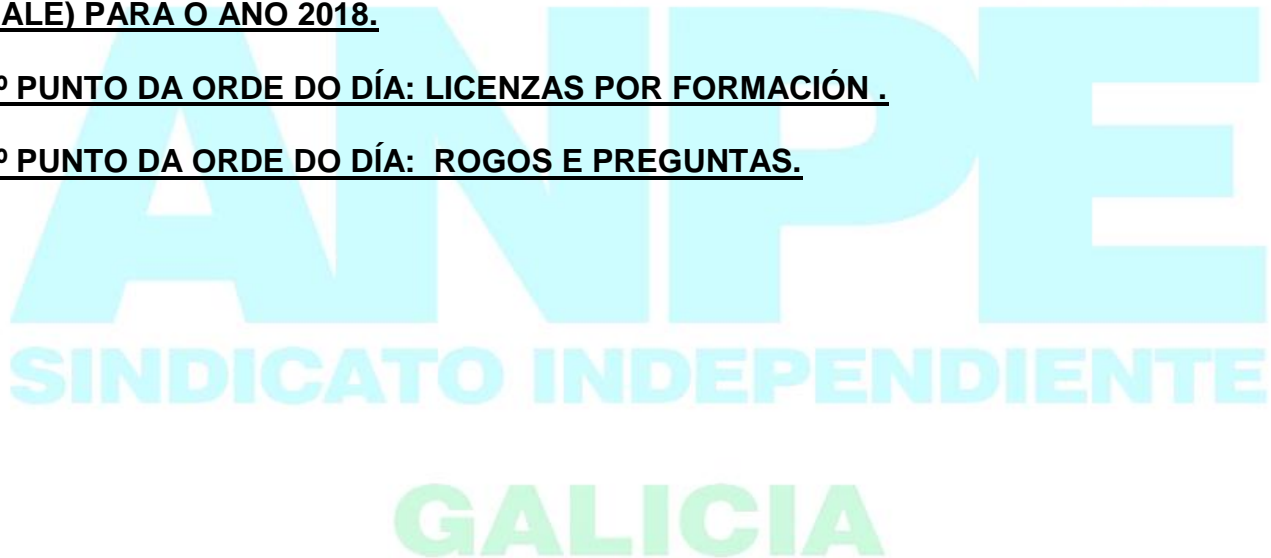 ALE) PARA O ANO 2018.
º PUNTO DA ORDE DO DÍA: LICENZAS POR FORMACIÓN .
º PUNTO DA ORDE DO DÍA: ROGOS E PREGUNTAS.
ANPE
SINDICATO INDEPENDIENTE
GALICIA